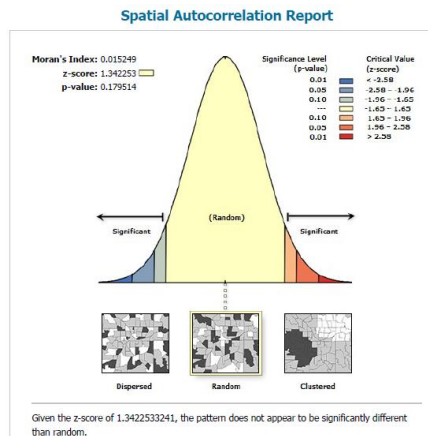 Spatial Autocorrelation Report
Moran's Index: 0.015249
z-score: 1.342253
p-value: 0.179514
Significance Level (p-value)
Critical Value (z-score)
0.01 < -2.58
0.05 -2.58 - -1.96
0.10 -1.96 - -1.65
--- -1.65 - 1.65
0.10 1.65 - 1.96
0.05 1.96 - 2.58
0.01 > 2.58
Significant
(Random)
Significant
Dispersed
Random
Clustered
Given the z-score of 1.3422533241, the pattern does not appear to be significantly different
than random.